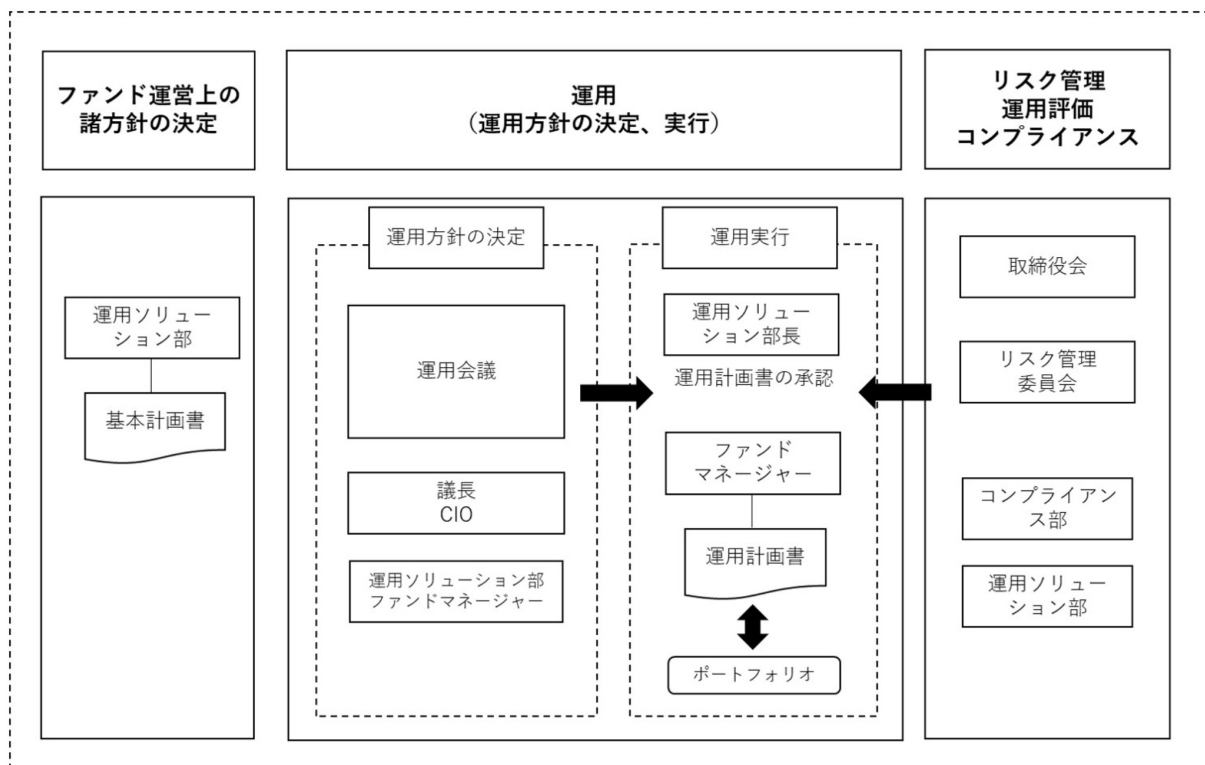 ファンド運営上の
諸方針の決定
運用
(運用方針の決定、実行)
リスク管理
運用評価
コンプライアンス
運用ソリュー
ション部
基本計画書
運用方針の決定
運用会議
議長
CIO
運用ソリューション部
ファンドマネージャー
運用実行
運用ソリュー
ション部長
運用計画書の承認
ファンド
マネージャー
運用計画書
ポートフォリオ
取締役会
リスク管理
委員会
コンプライアン
ス部
運用ソリュー
ション部